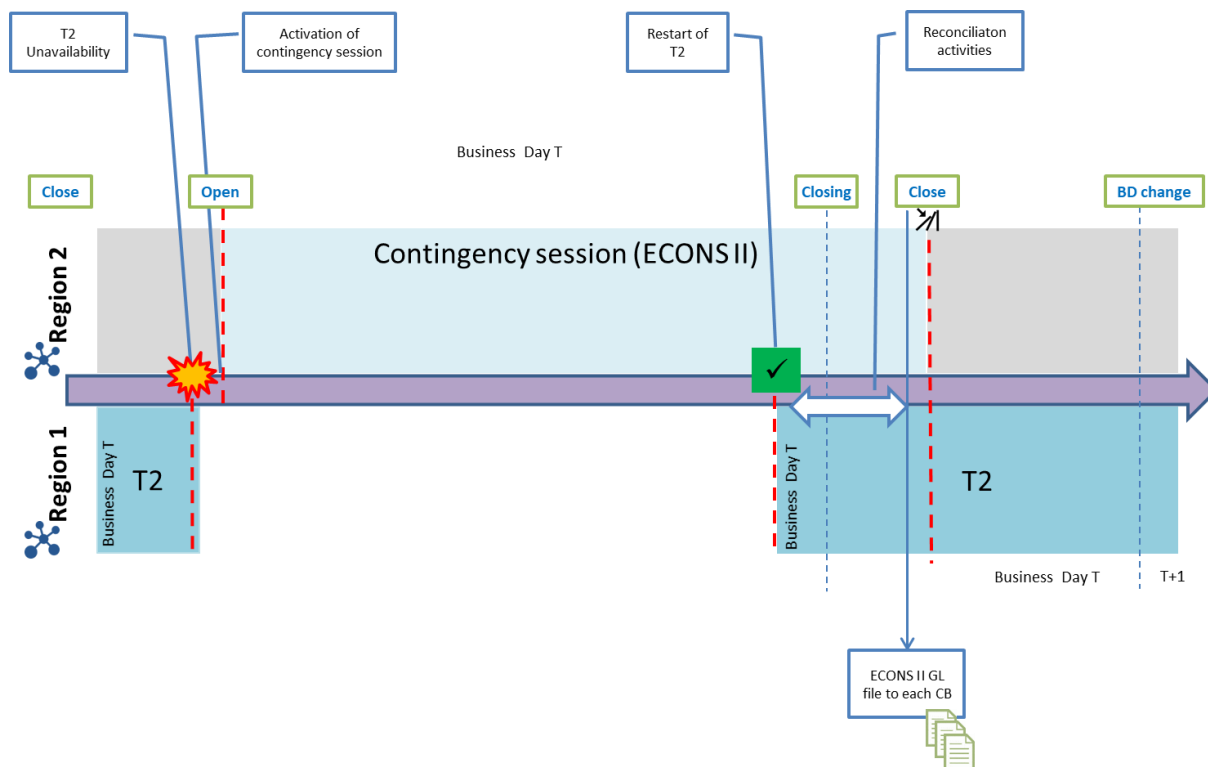 T2
Unavailability
Activation of
contingency session
Restart of
T2
Reconciliaton
activities
Business Day T
Close
Open
Closing
Close
BD change
Contingency session (ECONS II)
Region 2
Region 1
Business Day T
T2
Business Day T
T2
Business Day T
T+1
ECONS II GL
file to each CB